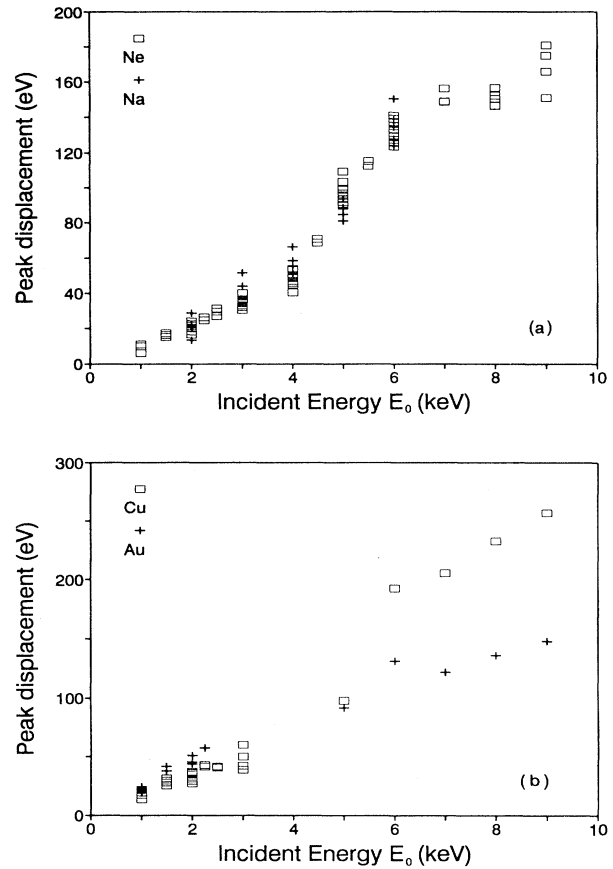 200
160
120
80
40
0
Peak displacement (eV)
Ne
Na
(a)
0 2 4 6 8 10
Incident Energy E₀ (keV)
300
200
100
0
Peak displacement (eV)
Cu
Au
(b)
0 2 4 6 8 10
Incident Energy E₀ (keV)